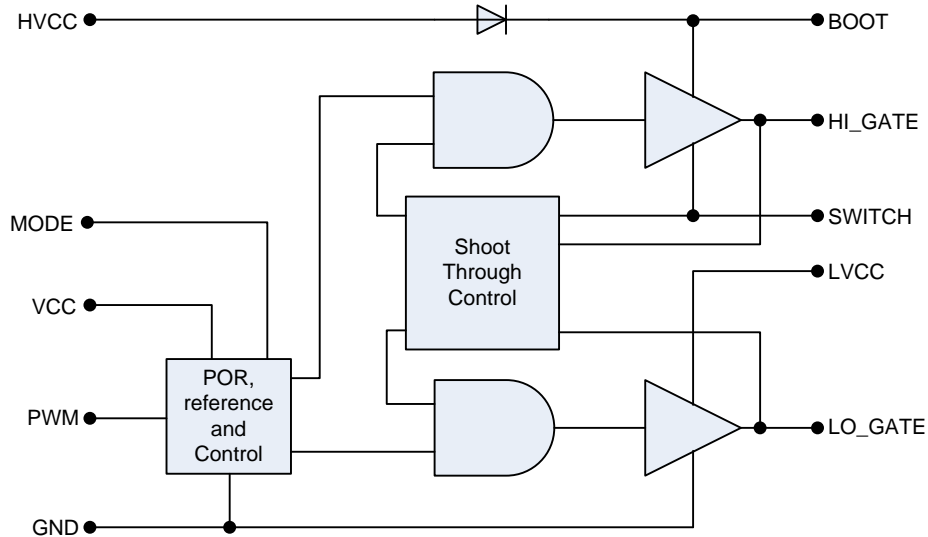 HVCC
BOOT
HI_GATE
MODE
SWITCH
Shoot
Through
Control
LVCC
VCC
POR,
reference
and
Control
PWM
LO_GATE
GND